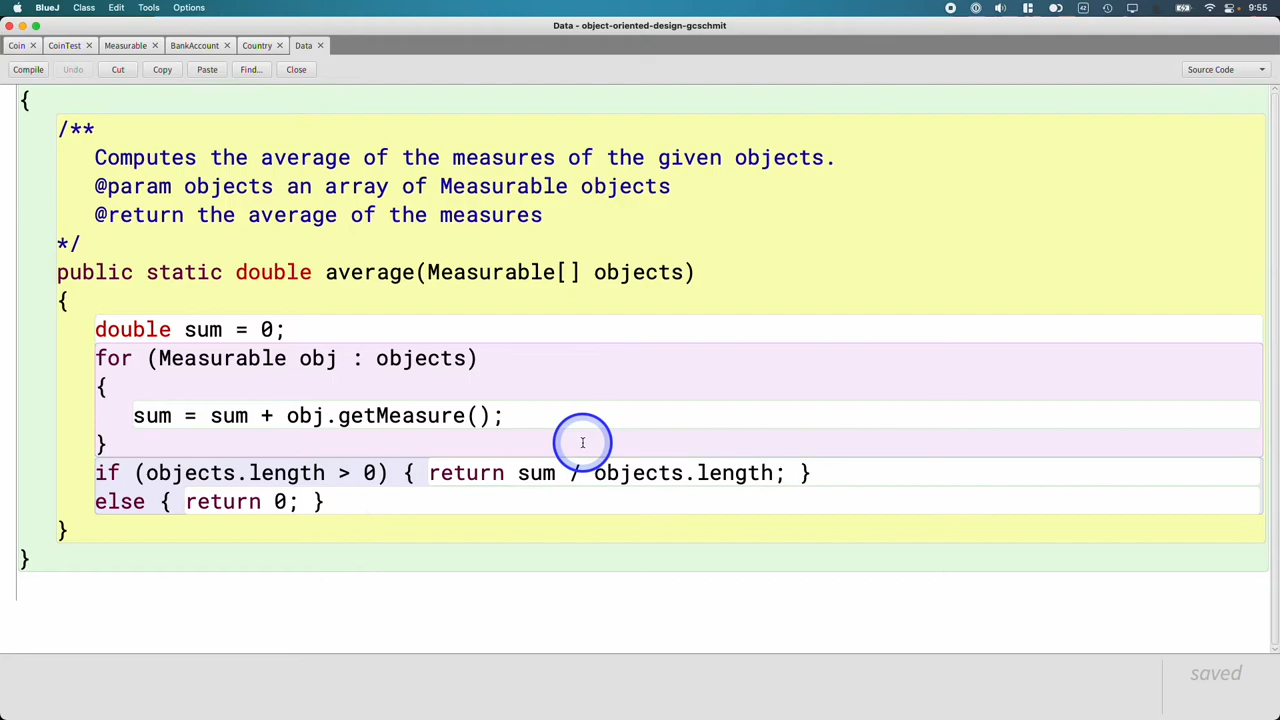 BlueJ Class Edit Tools Options 9:55
Data - object-oriented-design-gcschmit
Coin CoinTest Measurable BankAccount Country Data
Compile Undo Cut Copy Paste Find... Close Source Code
{
/**
Computes the average of the measures of the given objects.
@param objects an array of Measurable objects
@return the average of the measures
*/
public static double average(Measurable[] objects)
{
double sum = 0;
for (Measurable obj : objects)
{
sum = sum + obj.getMeasure();
}
if (objects.length > 0) { return sum / objects.length; }
else { return 0; }
}
}
saved